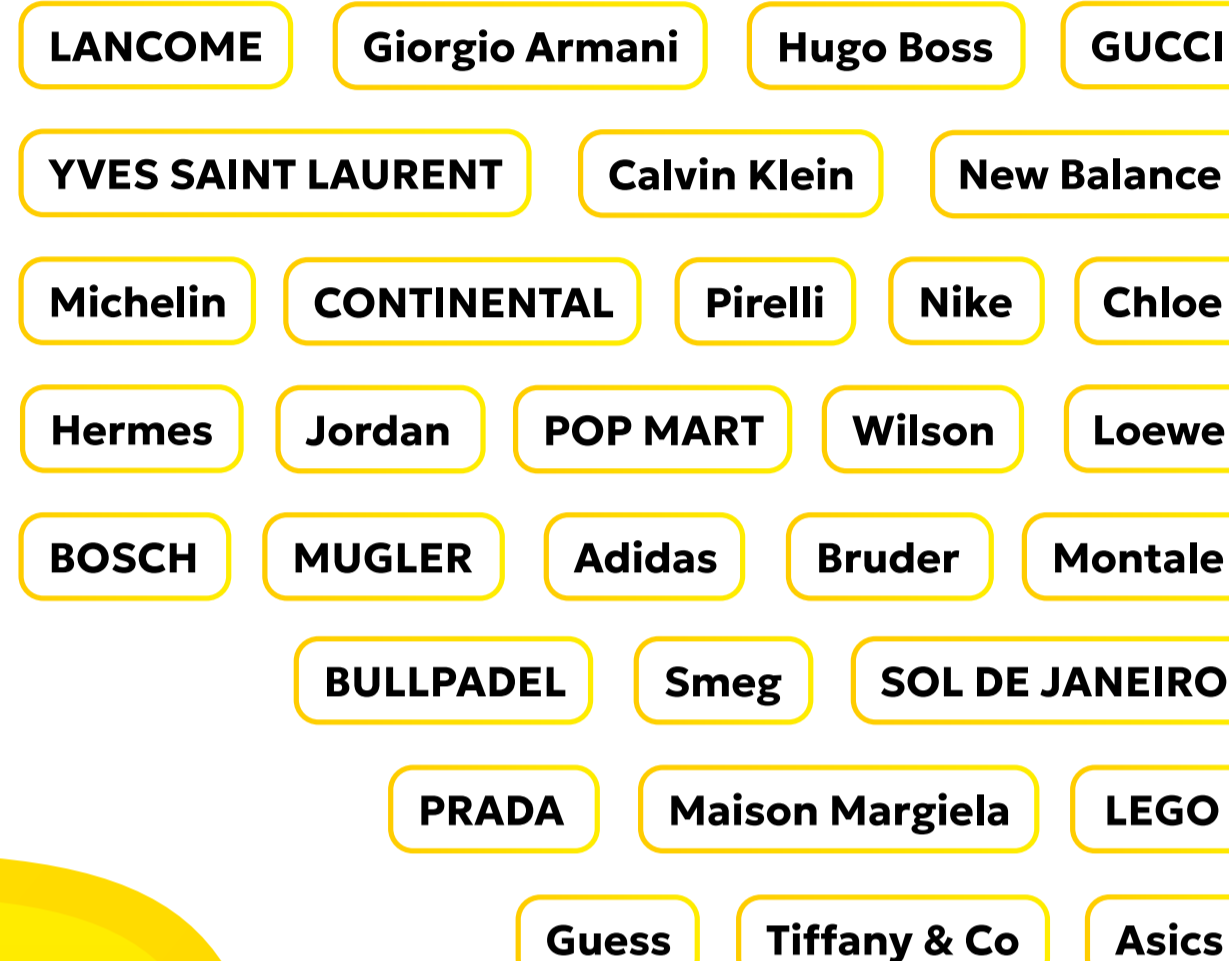 LANCOME Giorgio Armani Hugo Boss GUCCI
YVES SAINT LAURENT Calvin Klein New Balance
Michelin CONTINENTAL Pirelli Nike Chloe
Hermes Jordan POP MART Wilson Loewe
BOSCH MUGLER Adidas Bruder Montale
BULLPADEL Smeg SOL DE JANEIRO
PRADA Maison Margiela LEGO
Guess Tiffany & Co Asics